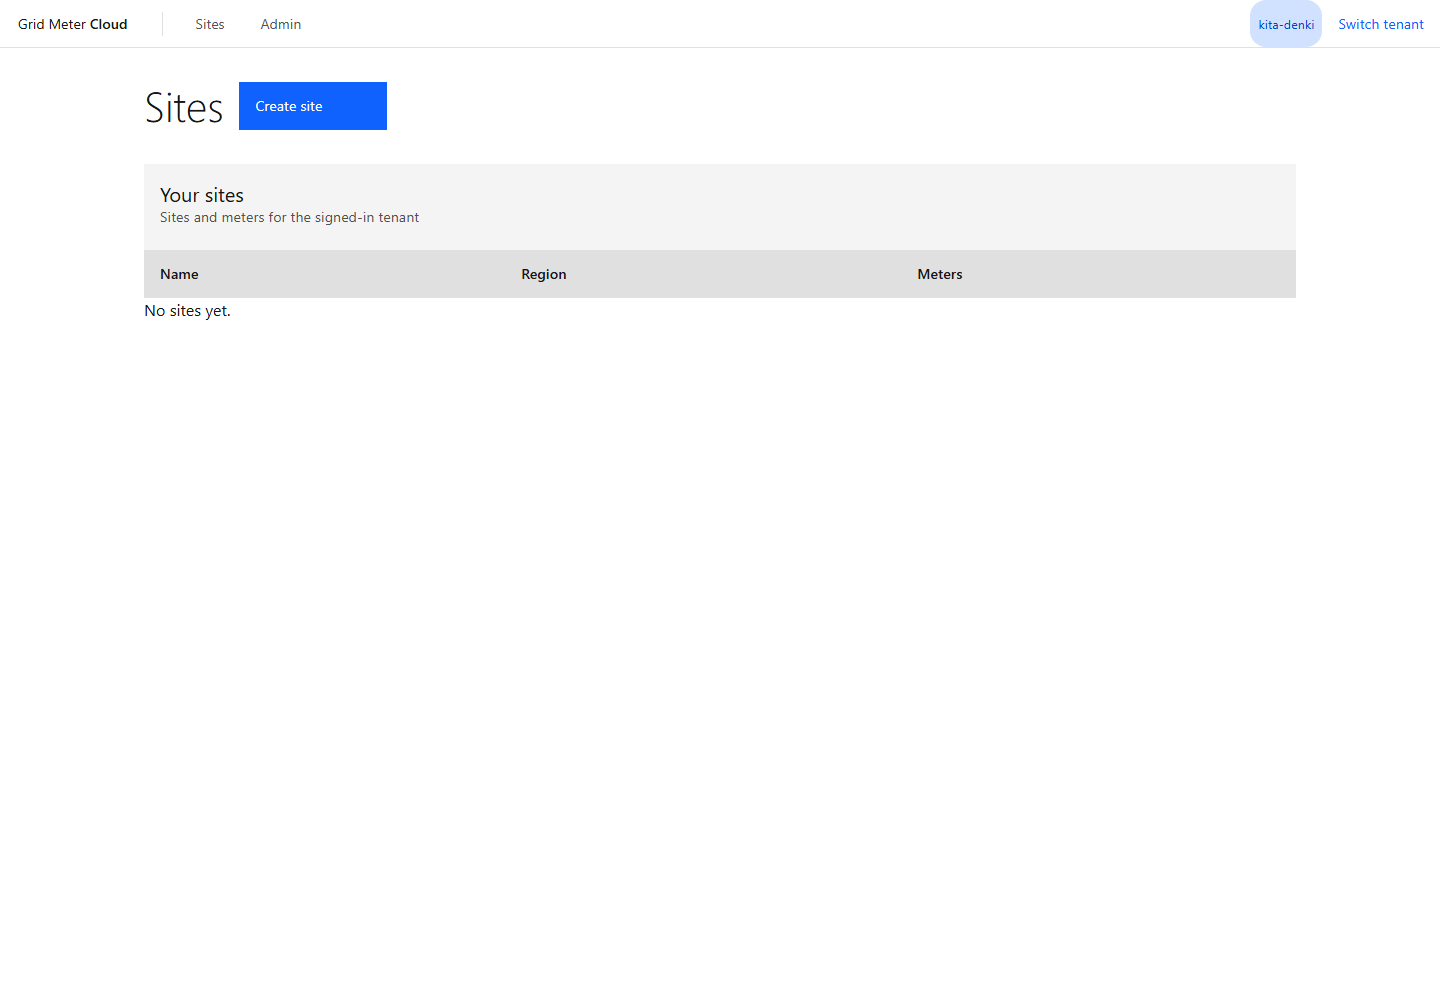 Grid Meter Cloud
Sites
Admin
kita-denki
Switch tenant
Sites
Create site
Your sites
Sites and meters for the signed-in tenant
Name Region Meters
No sites yet.